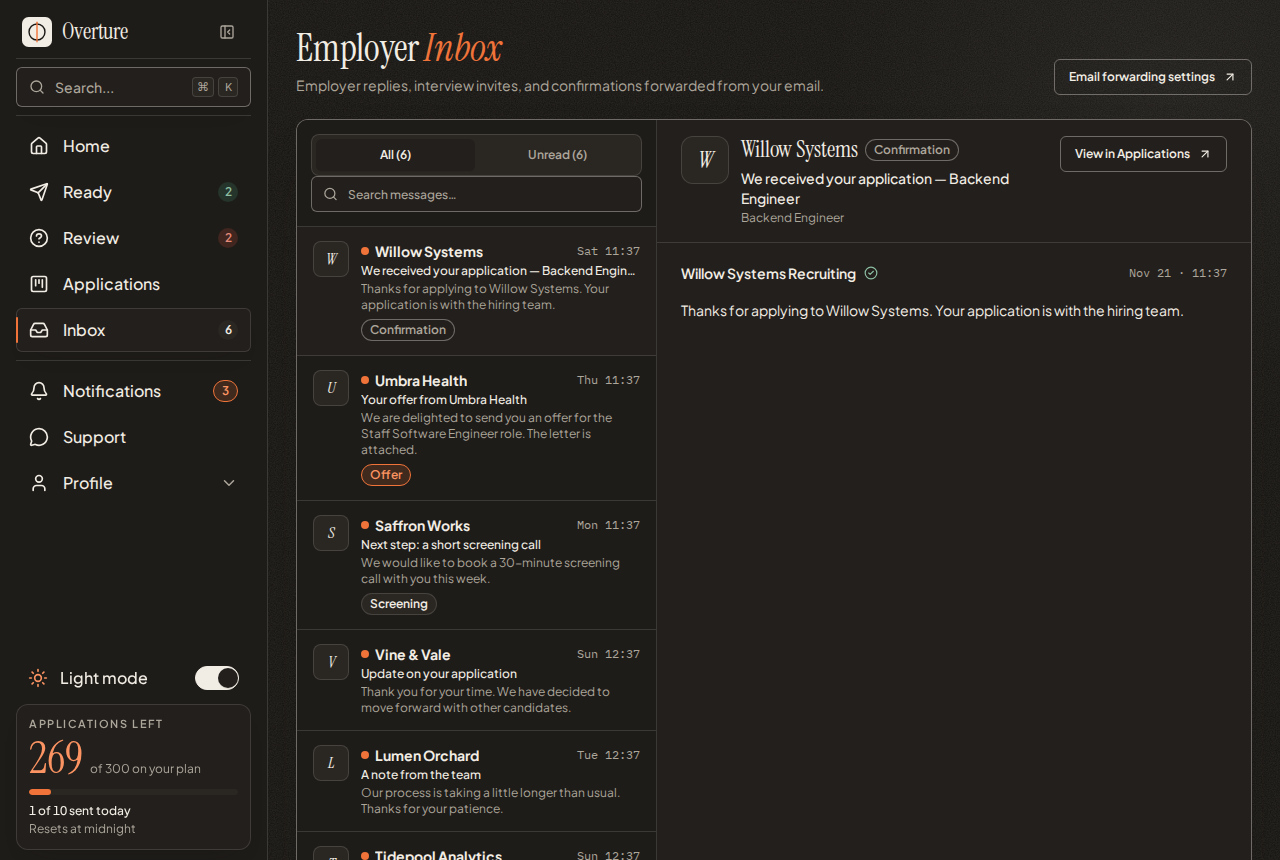 Overture
Search...
⌘ K
Home
Ready 2
Review 2
Applications
Inbox 6
Notifications 3
Support
Profile
Light mode
APPLICATIONS LEFT
269 of 300 on your plan
1 of 10 sent today
Resets at midnight
Employer Inbox
Employer replies, interview invites, and confirmations forwarded from your email.
Email forwarding settings
All (6)
Unread (6)
Search messages…
W
Willow Systems Sat 11:37
We received your application — Backend Engin…
Thanks for applying to Willow Systems. Your
application is with the hiring team.
Confirmation
U
Umbra Health Thu 11:37
Your offer from Umbra Health
We are delighted to send you an offer for the
Staff Software Engineer role. The letter is
attached.
Offer
S
Saffron Works Mon 11:37
Next step: a short screening call
We would like to book a 30-minute screening
call with you this week.
Screening
V
Vine & Vale Sun 12:37
Update on your application
Thank you for your time. We have decided to
move forward with other candidates.
L
Lumen Orchard Tue 12:37
A note from the team
Our process is taking a little longer than usual.
Thanks for your patience.
T
Tidepool Analytics Sun 12:37
W
Willow Systems Confirmation
We received your application — Backend
Engineer
Backend Engineer
View in Applications
Willow Systems Recruiting Nov 21 · 11:37
Thanks for applying to Willow Systems. Your application is with the hiring team.